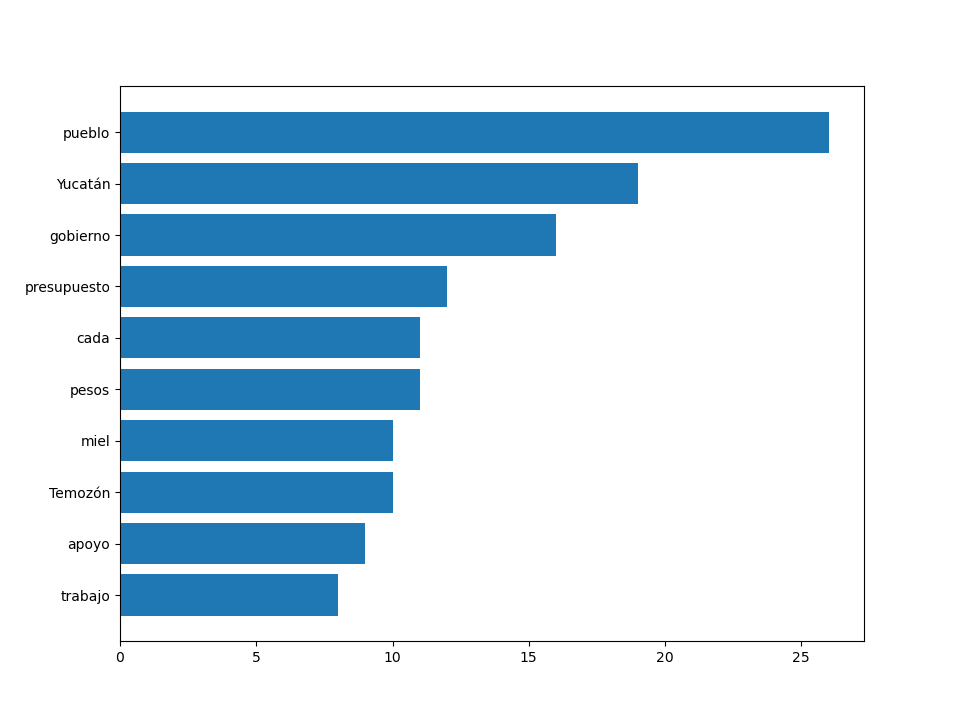 pueblo
Yucatán
gobierno
presupuesto
cada
pesos
miel
Temozón
apoyo
trabajo
0 5 10 15 20 25